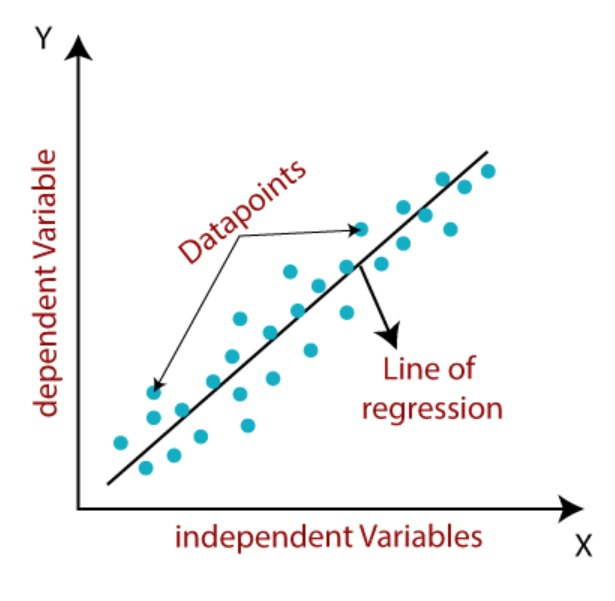 Y
dependent Variable
Datapoints
Line of
regression
independent Variables
X